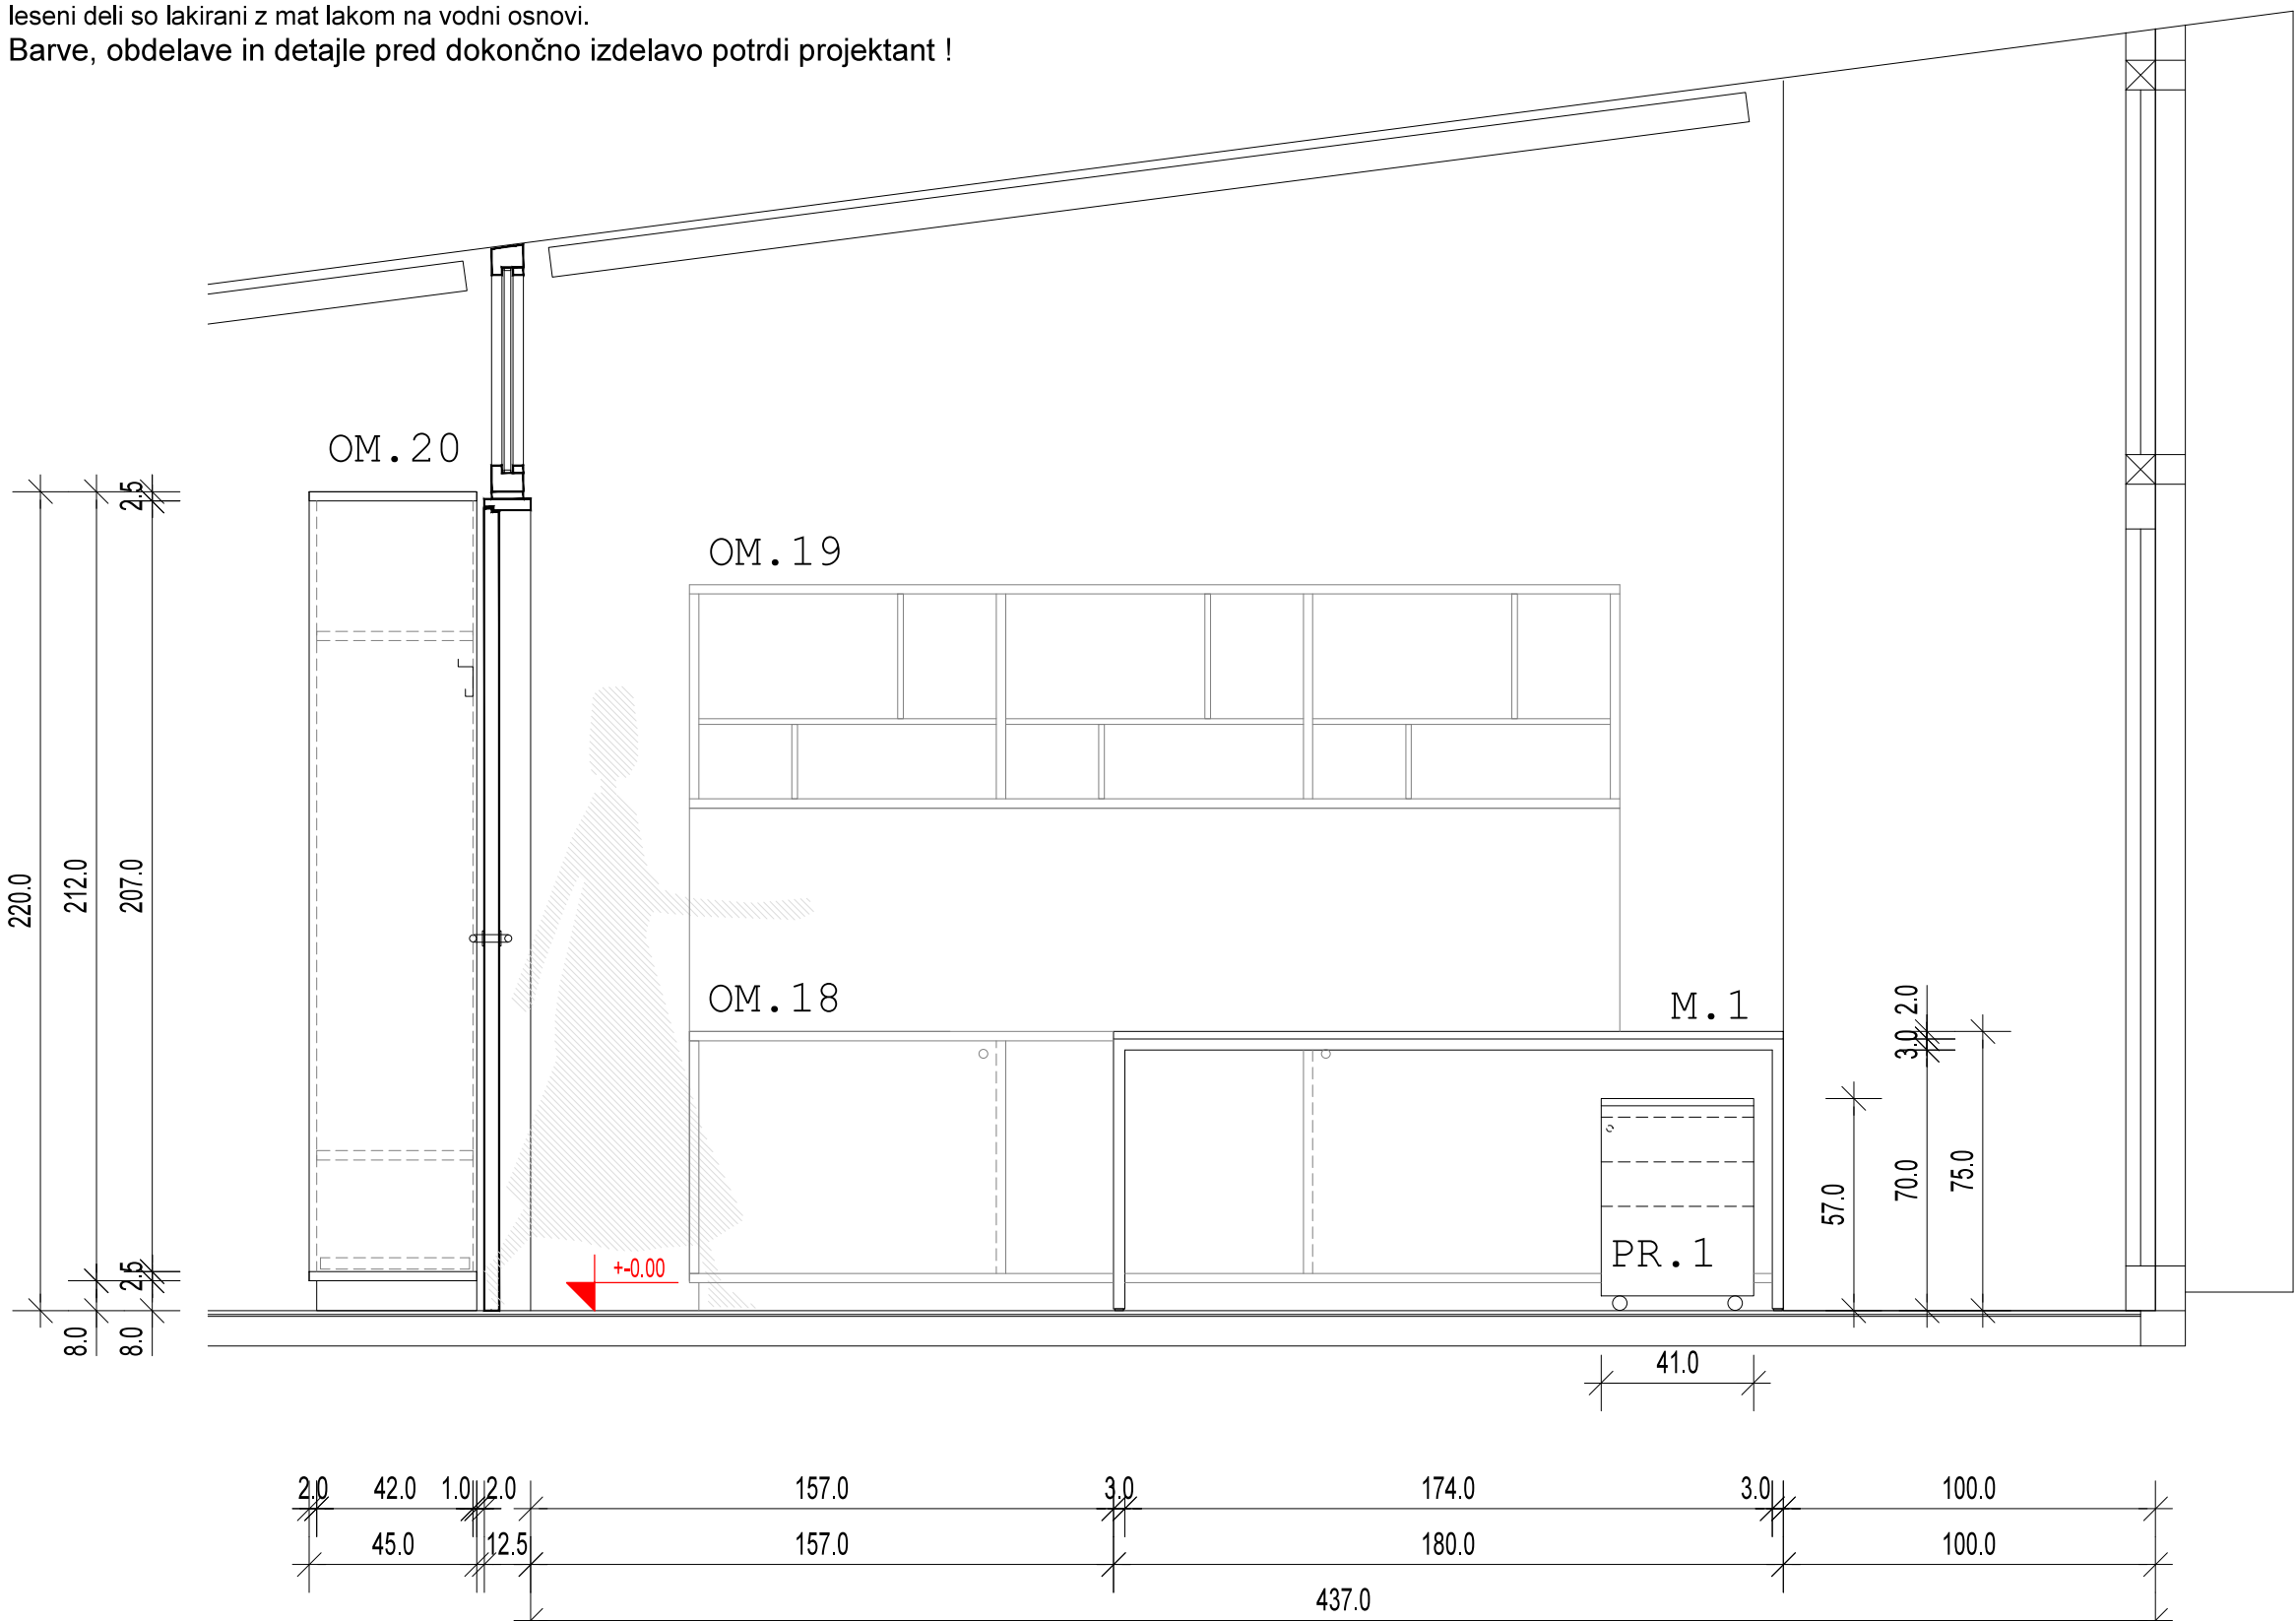 leseni deli so lakirani z mat lakom na vodni osnovi.
Barve, obdelave in detajle pred dokončno izdelavo potrdi projektant !
OM.20
OM.19
OM.18
M.1
PR.1
+-0.00
220.0
212.0
207.0
2.5
2.5
8.0
8.0
57.0
70.0
3.0
2.0
75.0
41.0
2.0 42.0 1.0 2.0 157.0 3.0 174.0 3.0 100.0
45.0 12.5 157.0 180.0 100.0
437.0